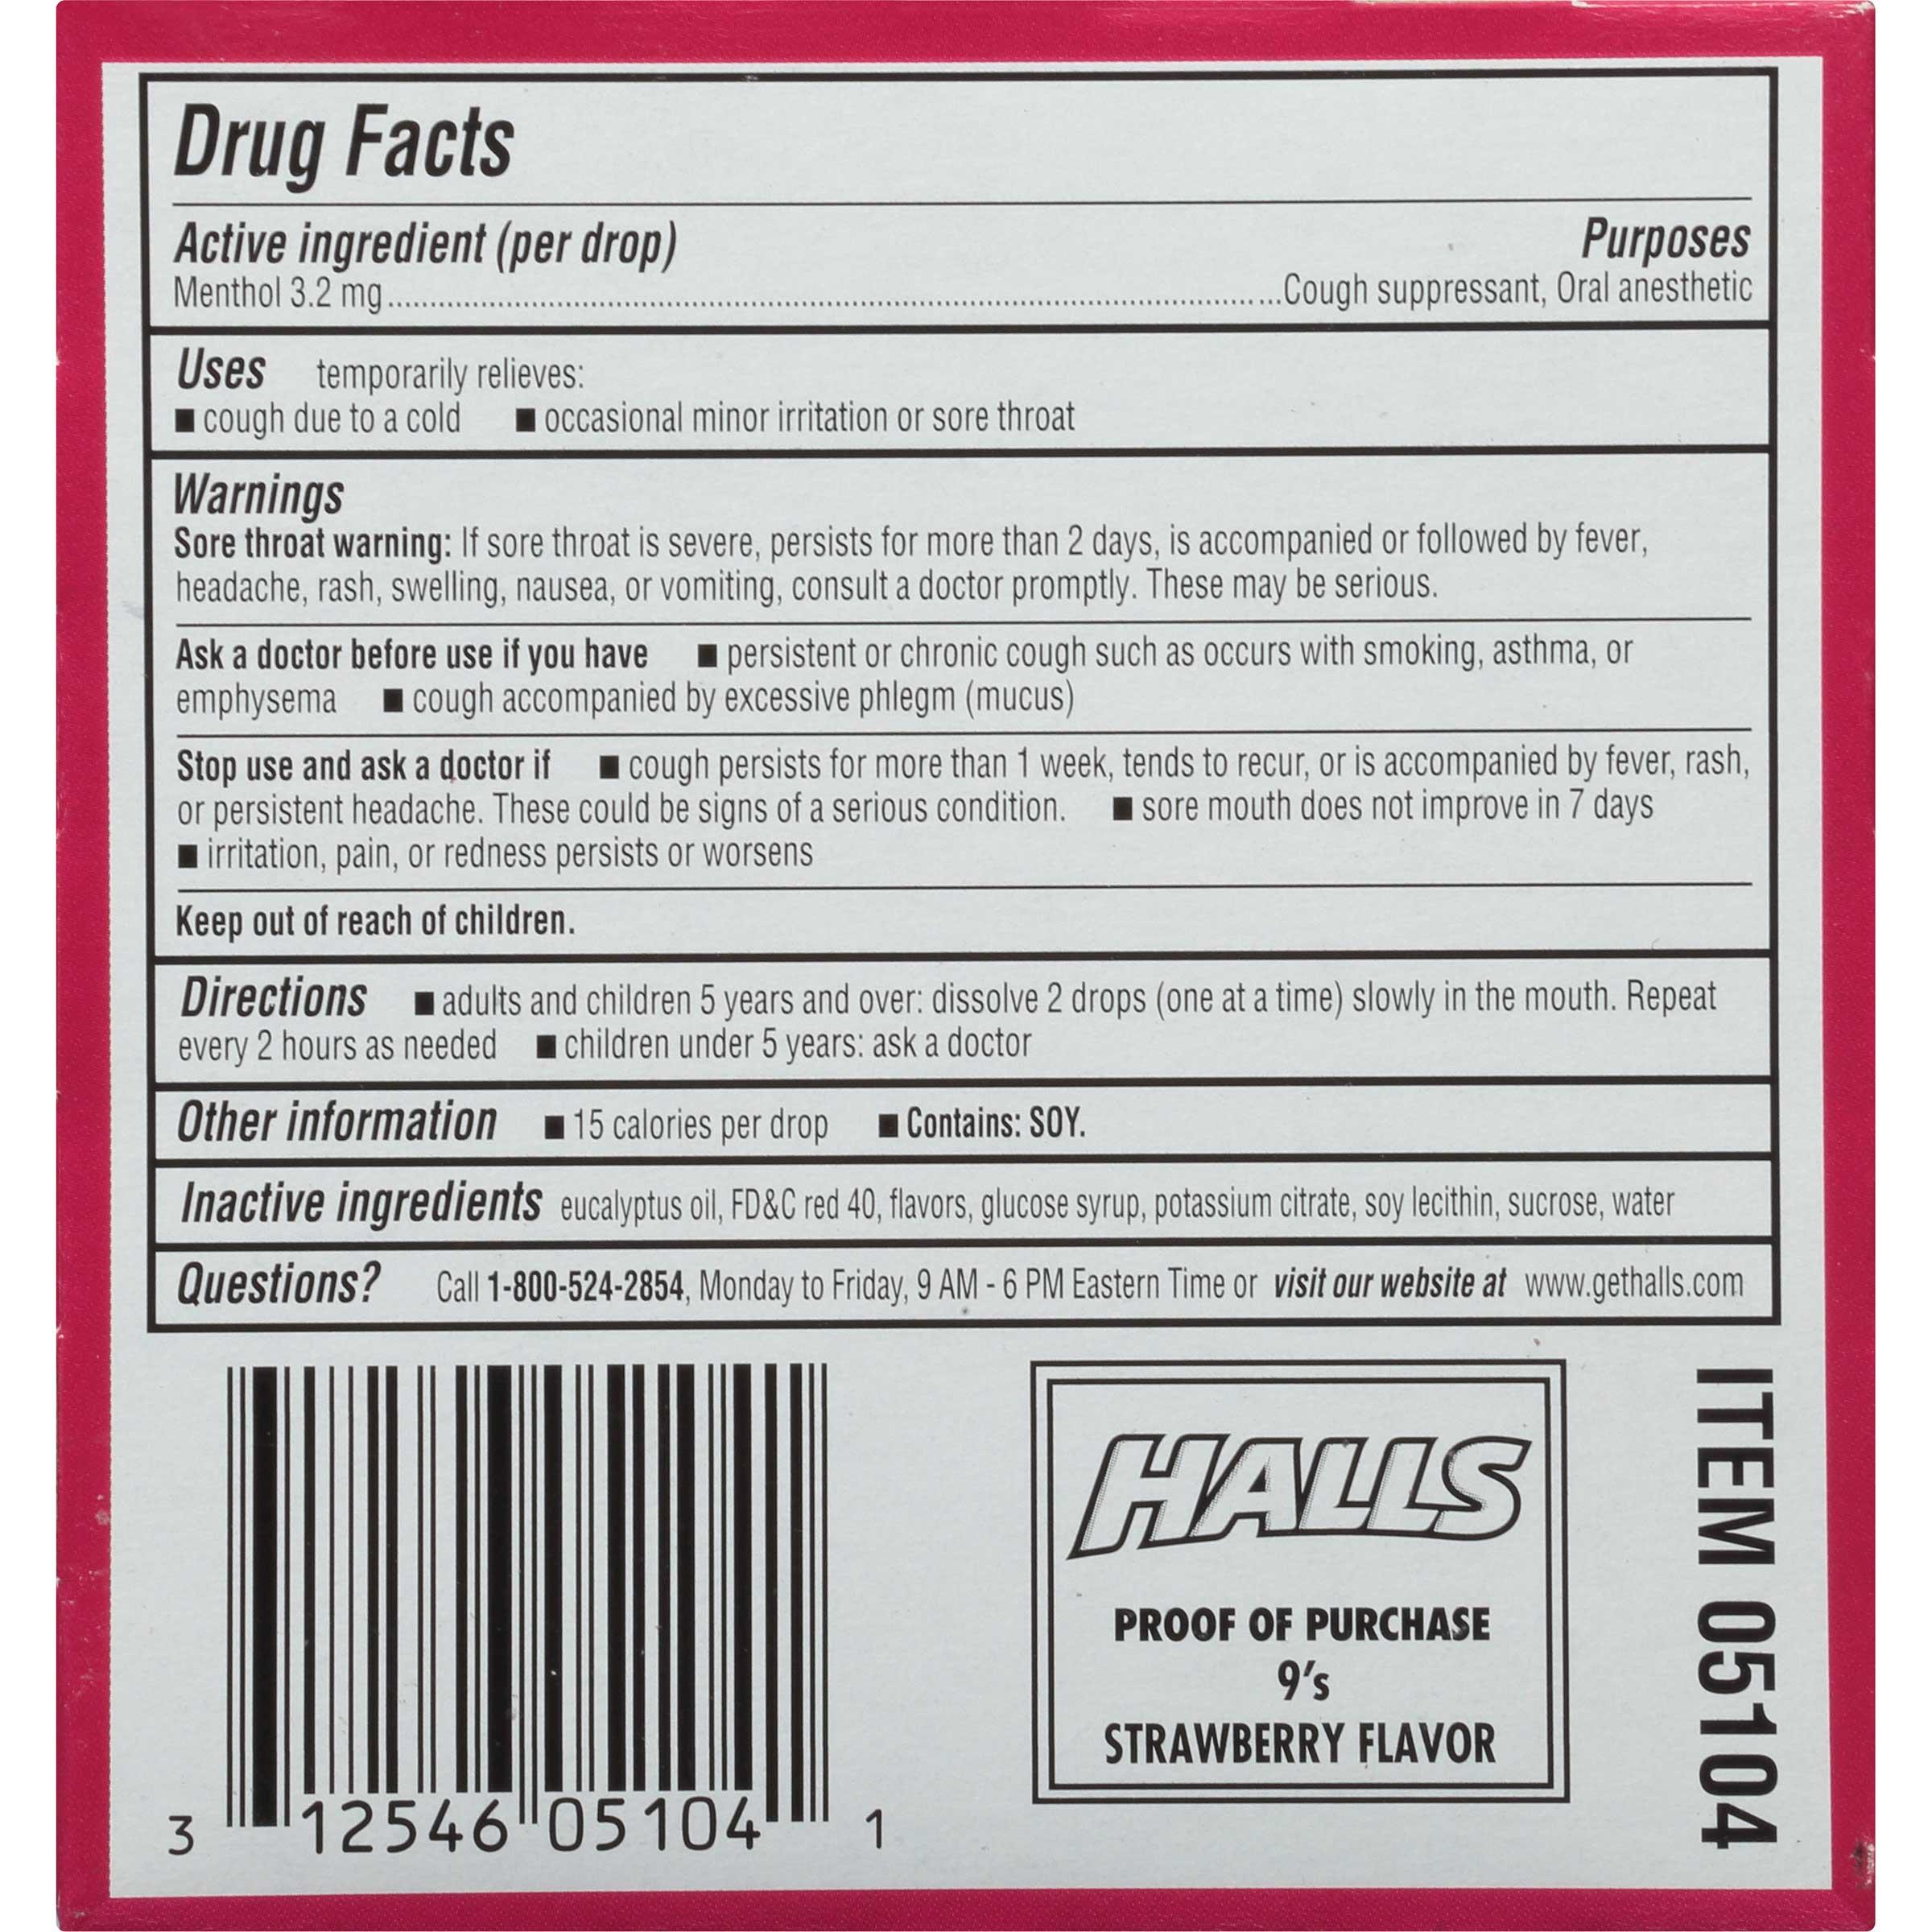 Drug Facts
Active ingredient (per drop) Purposes
Menthol 3.2 mg............Cough suppressant, Oral anesthetic
Uses temporarily relieves:
■ cough due to a cold ■ occasional minor irritation or sore throat
Warnings
Sore throat warning: If sore throat is severe, persists for more than 2 days, is accompanied or followed by fever,
headache, rash, swelling, nausea, or vomiting, consult a doctor promptly. These may be serious.
Ask a doctor before use if you have ■ persistent or chronic cough such as occurs with smoking, asthma, or
emphysema ■ cough accompanied by excessive phlegm (mucus)
Stop use and ask a doctor if ■ cough persists for more than 1 week, tends to recur, or is accompanied by fever, rash,
or persistent headache. These could be signs of a serious condition. ■ sore mouth does not improve in 7 days
■ irritation, pain, or redness persists or worsens
Keep out of reach of children.
Directions ■ adults and children 5 years and over: dissolve 2 drops (one at a time) slowly in the mouth. Repeat
every 2 hours as needed ■ children under 5 years: ask a doctor
Other information ■ 15 calories per drop ■ Contains: SOY.
Inactive ingredients eucalyptus oil, FD&C red 40, flavors, glucose syrup, potassium citrate, soy lecithin, sucrose, water
Questions? Call 1-800-524-2854, Monday to Friday, 9 AM - 6 PM Eastern Time or visit our website at www.gethalls.com
3 12546 05104 1
HALLS
PROOF OF PURCHASE
9's
STRAWBERRY FLAVOR
ITEM 05104